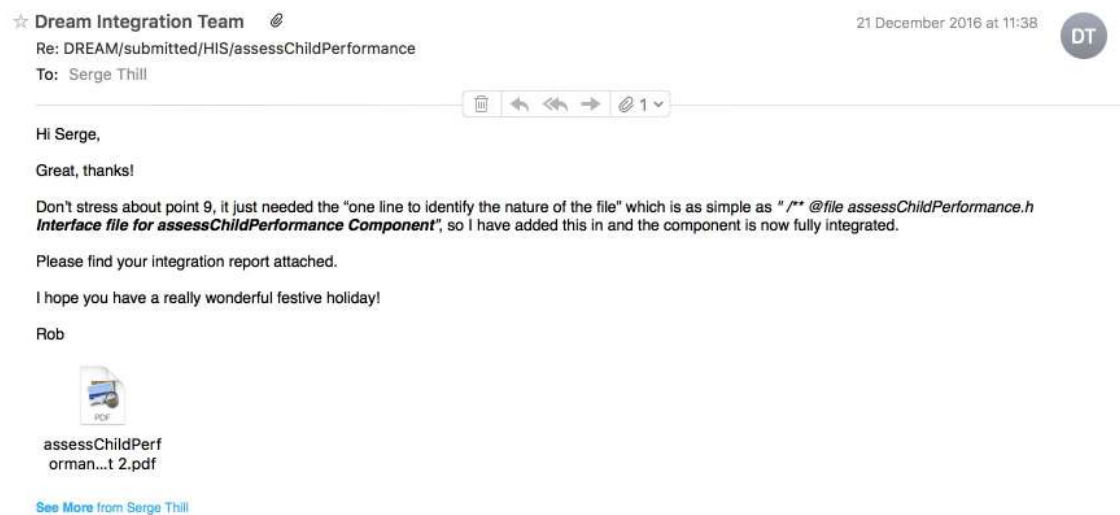 Dream Integration Team
21 December 2016 at 11:38
DT
Re: DREAM/submitted/HIS/assessChildPerformance
To: Serge Thill
1
Hi Serge,
Great, thanks!
Don't stress about point 9, it just needed the “one line to identify the nature of the file” which is as simple as " /** @file assessChildPerformance.h
Interface file for assessChildPerformance Component", so I have added this in and the component is now fully integrated.
Please find your integration report attached.
I hope you have a really wonderful festive holiday!
Rob
PDF
assessChildPerf
orman...t 2.pdf
See More from Serge Thill